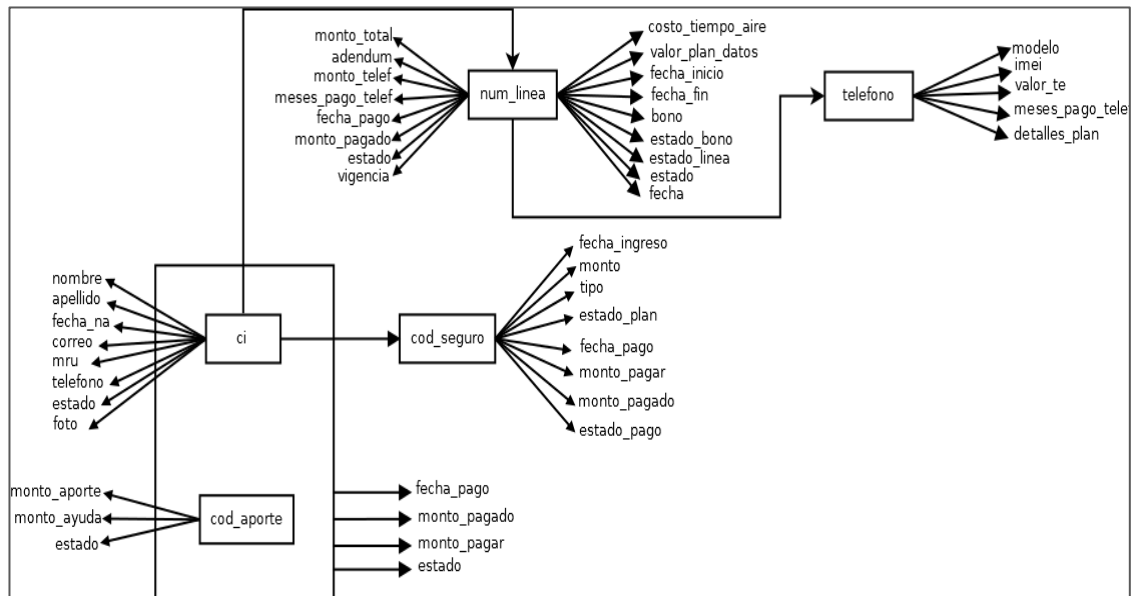 monto_total
adendum
monto_telef
meses_pago_telef
fecha_pago
monto_pagado
estado
vigencia
num_linea
costo_tiempo_aire
valor_plan_datos
fecha_inicio
fecha_fin
bono
estado_bono
estado_linea
estado
fecha
telefono
modelo
imei
valor_te
meses_pago_tele
detalles_plan
nombre
apellido
fecha_na
correo
mru
telefono
estado
foto
ci
cod_seguro
fecha_ingreso
monto
tipo
estado_plan
fecha_pago
monto_pagar
monto_pagado
estado_pago
monto_aporte
monto_ayuda
estado
cod_aporte
fecha_pago
monto_pagado
monto_pagar
estado